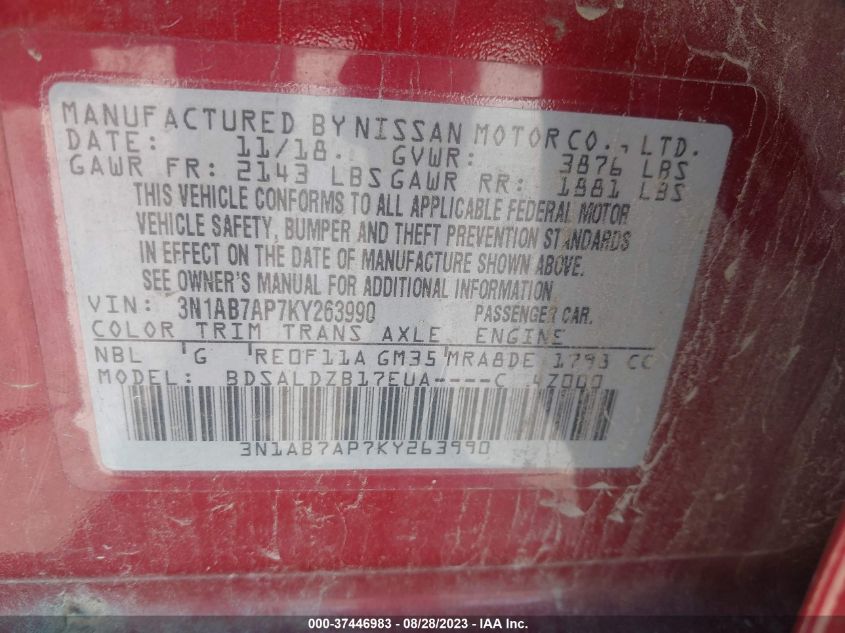 MANUFACTURED BY NISSAN MOTOR CO., LTD.
DATE: 11/18. GVWR: 3876 LBS
GAWR FR: 2143 LBS GAWR RR: 1881 LBS
THIS VEHICLE CONFORMS TO ALL APPLICABLE FEDERAL MOTOR
VEHICLE SAFETY, BUMPER AND THEFT PREVENTION STANDARDS
IN EFFECT ON THE DATE OF MANUFACTURE SHOWN ABOVE.
SEE OWNER'S MANUAL FOR ADDITIONAL INFORMATION
VIN: 3N1AB7AP7KY263990 PASSENGER CAR.
COLOR TRIM TRANS AXLE ENGINE
NBL G RE0F11A GM35 MRA8DE 1793 CC
MODEL: BDSALDZB17EUA----C 4Z000
3N1AB7AP7KY263990
000-37446983 - 08/28/2023 - IAA Inc.